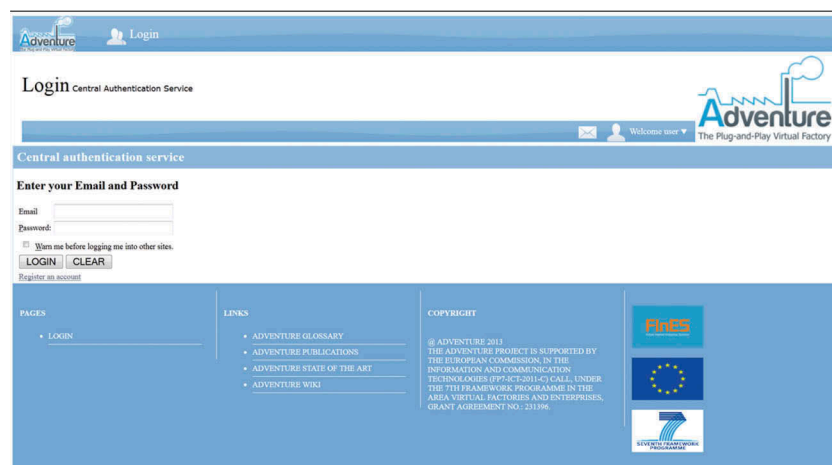 Adventure
Login
Login Central Authentication Service
Adventure
The Plug-and-Play Virtual Factory
Welcome user ▼
Central authentication service
Enter your Email and Password
Email
Password:
Warn me before logging me into other sites.
LOGIN CLEAR
Register an account
PAGES
• LOGIN
LINKS
• ADVENTURE GLOSSARY
• ADVENTURE PUBLICATIONS
• ADVENTURE STATE OF THE ART
• ADVENTURE WIKI
COPYRIGHT
@ ADVENTURE 2013
THE ADVENTURE PROJECT IS SUPPORTED BY
THE EUROPEAN COMMISSION, IN THE
INFORMATION AND COMMUNICATION
TECHNOLOGIES (FP7-ICT-2011-C) CALL, UNDER
THE 7TH FRAMEWORK PROGRAMME IN THE
AREA VIRTUAL FACTORIES AND ENTERPRISES,
GRANT AGREEMENT NO.: 231396.
FInES
SEVENTH FRAMEWORK
PROGRAMME